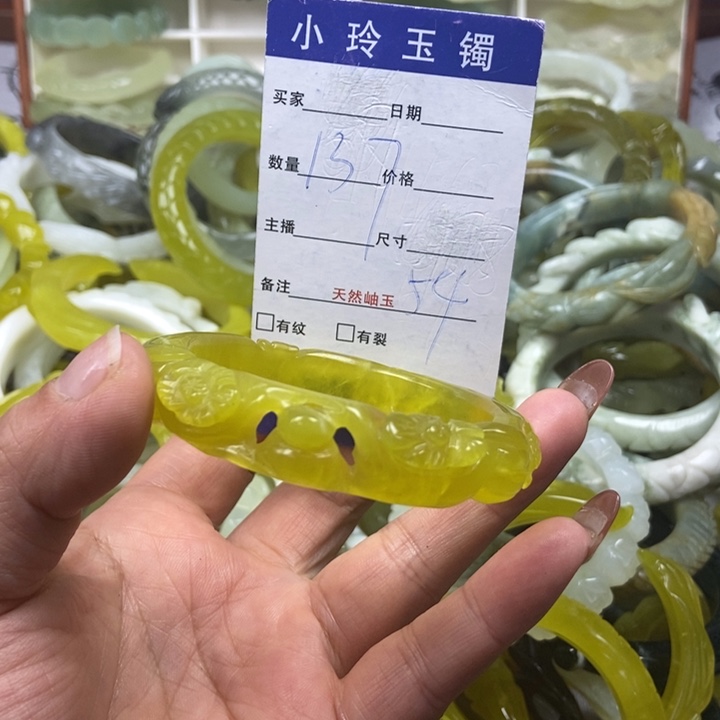 小玲玉镯
买家 日期
数量 137 价格
主播 尺寸
备注 天然岫玉 54
有纹 有裂